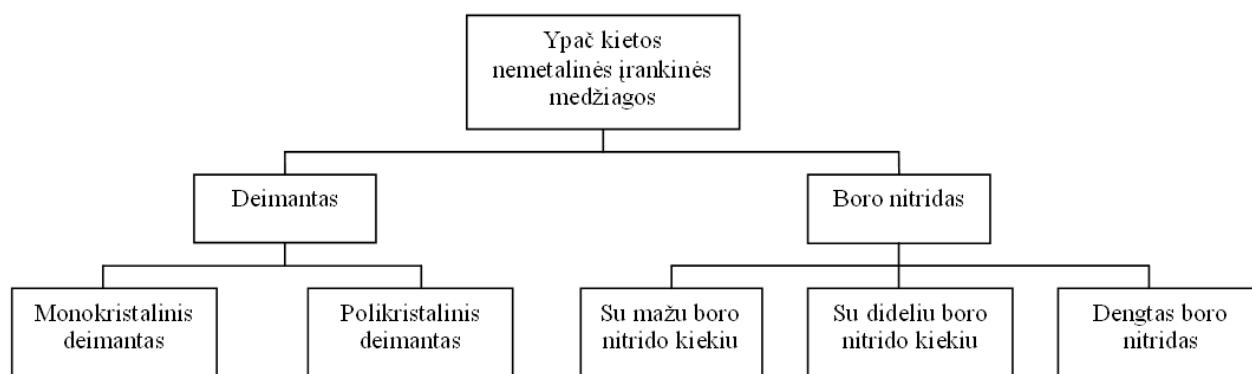 Ypač kietos
nemetalinės įrankinės
medžiagos
Deimantas
Boro nitridas
Monokristalinis
deimantas
Polikristalinis
deimantas
Su mažu boro
nitrido kiekiu
Su dideliu boro
nitrido kiekiu
Dengtas boro
nitridas